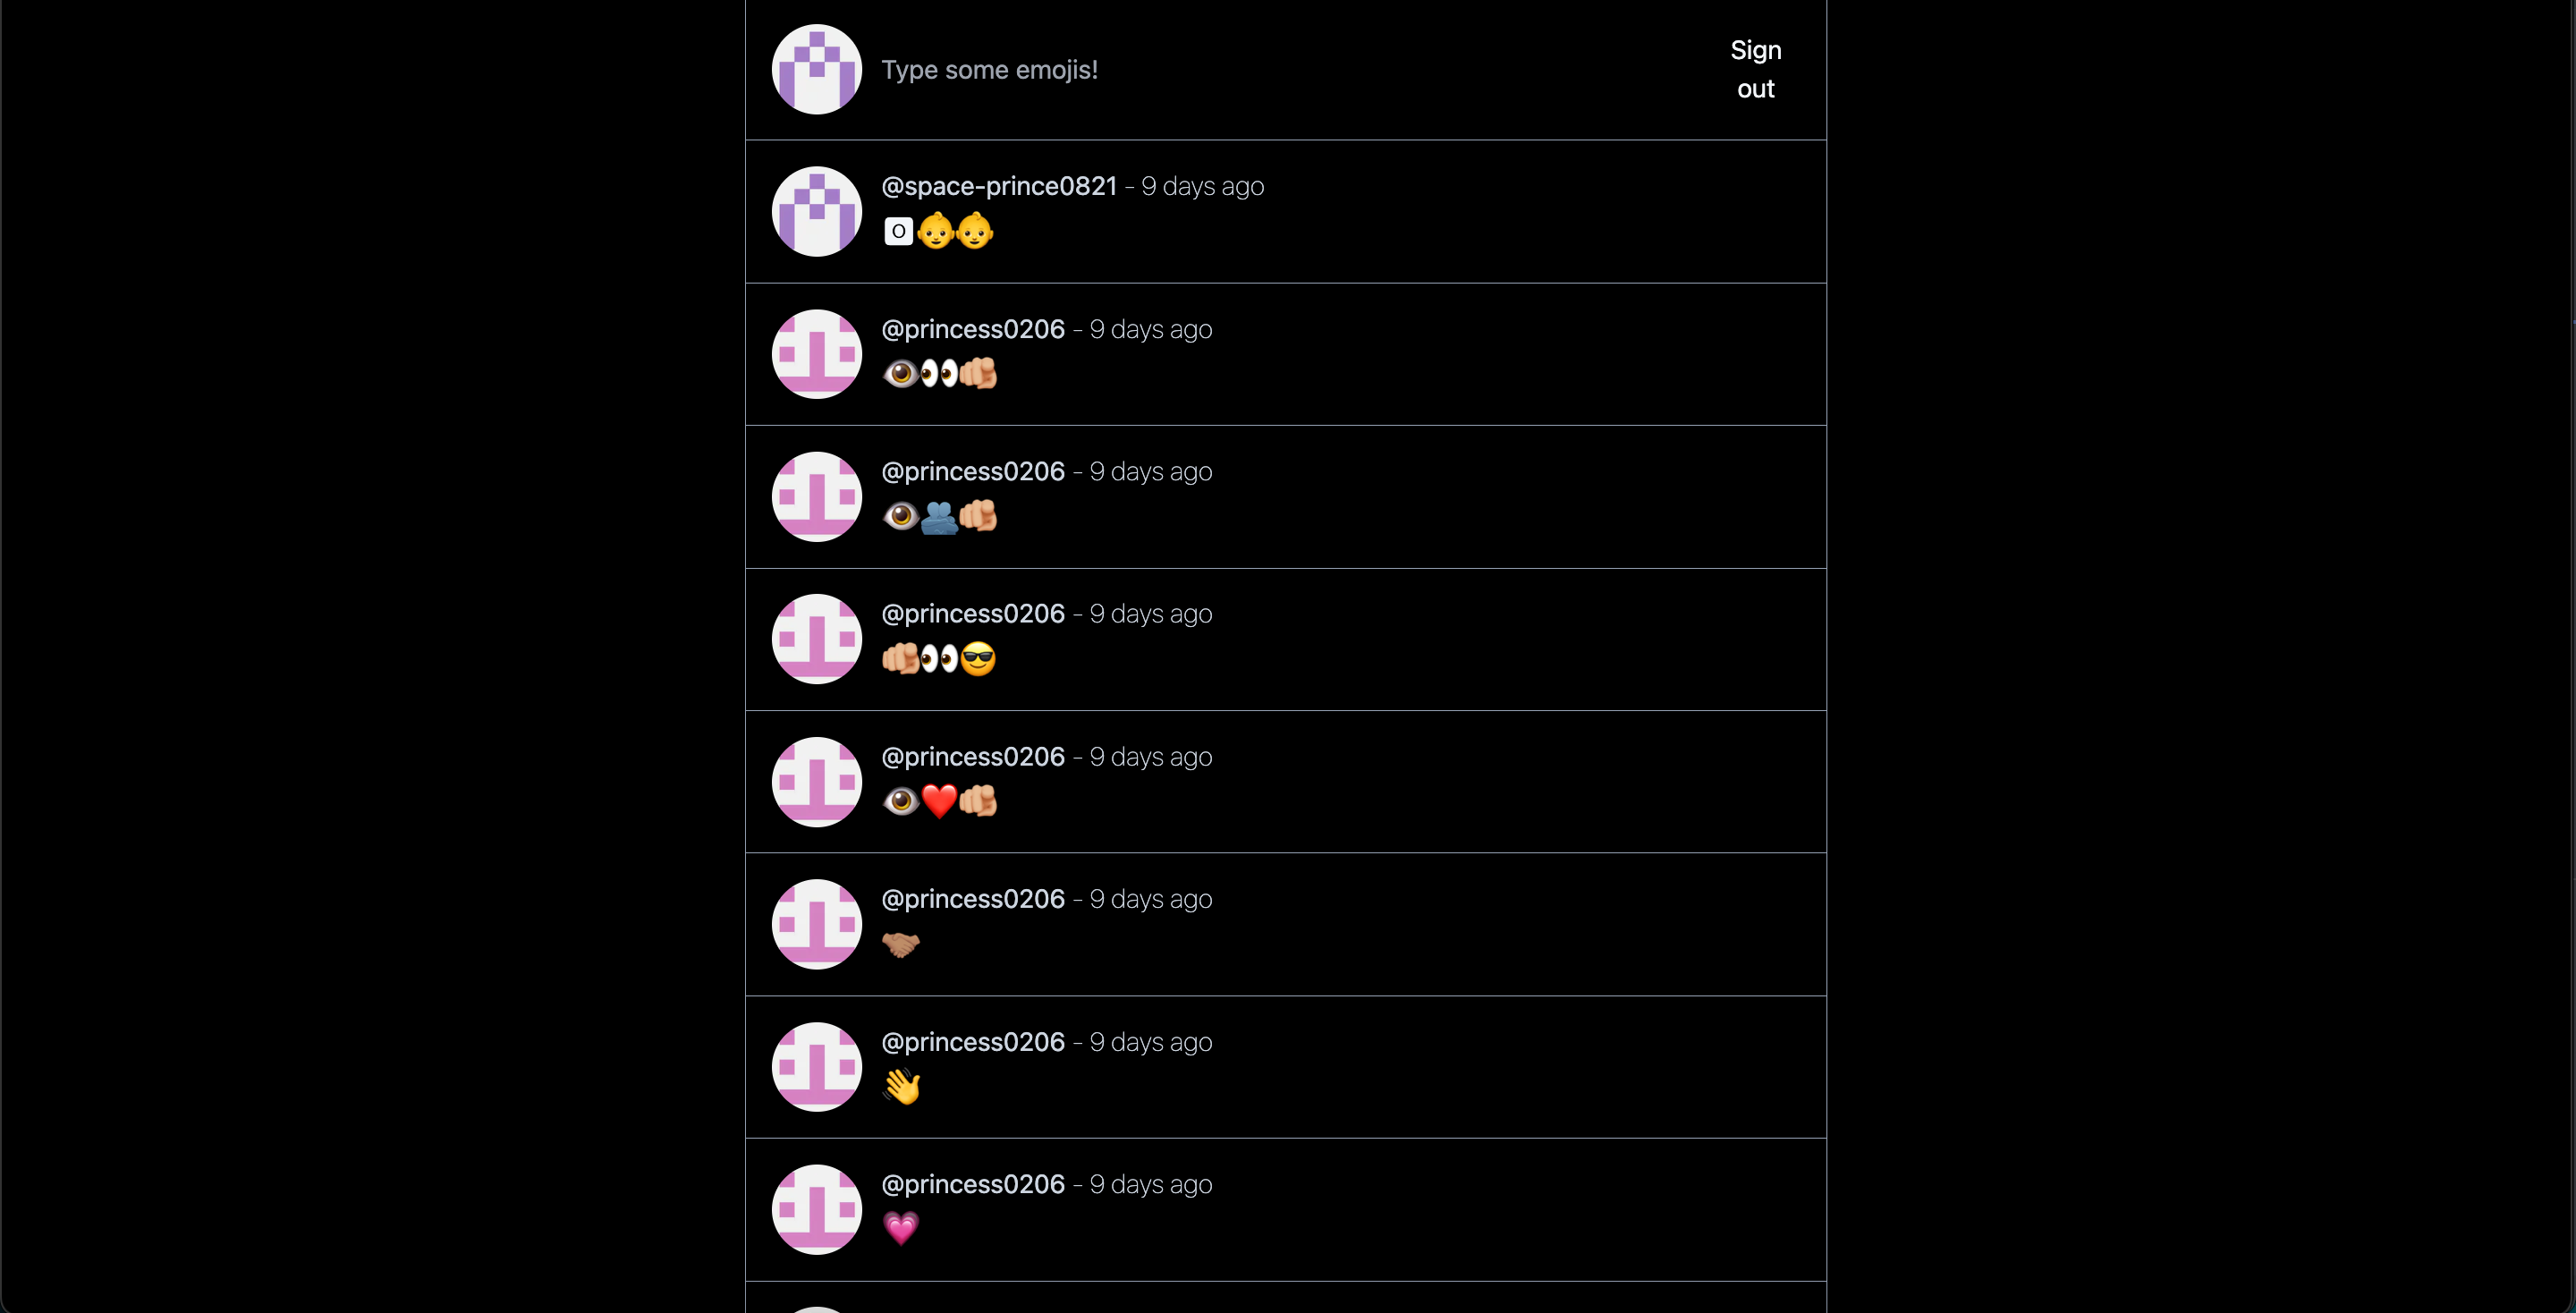 Type some emojis!
Sign
out
@space-prince0821 - 9 days ago
O👶👶
@princess0206 - 9 days ago
👁️👀🫵🏼
@princess0206 - 9 days ago
👁️🫂🫵🏼
@princess0206 - 9 days ago
🫵🏼👀😎
@princess0206 - 9 days ago
👁️❤️🫵🏼
@princess0206 - 9 days ago
🤝🏽
@princess0206 - 9 days ago
👋
@princess0206 - 9 days ago
💗